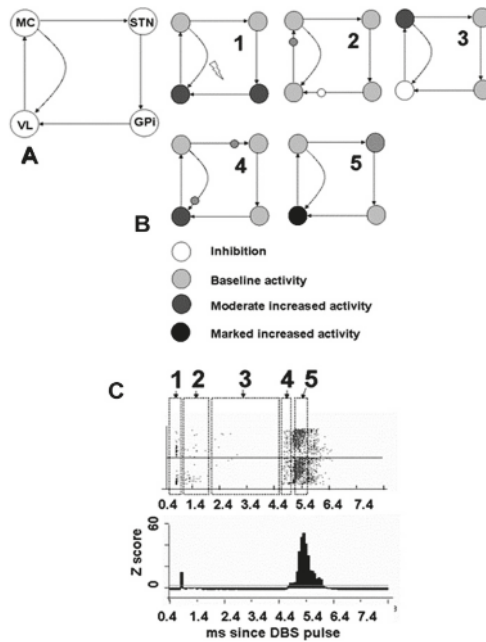 MC STN
VL GPi
A
1
2
3
4
5
B
Inhibition
Baseline activity
Moderate increased activity
Marked increased activity
C
1 2 3 4 5
0.4 1.4 2.4 3.4 4.4 5.4 6.4 7.4
60
0
Z score
0.4 1.4 2.4 3.4 4.4 5.4 6.4 7.4
ms since DBS pulse